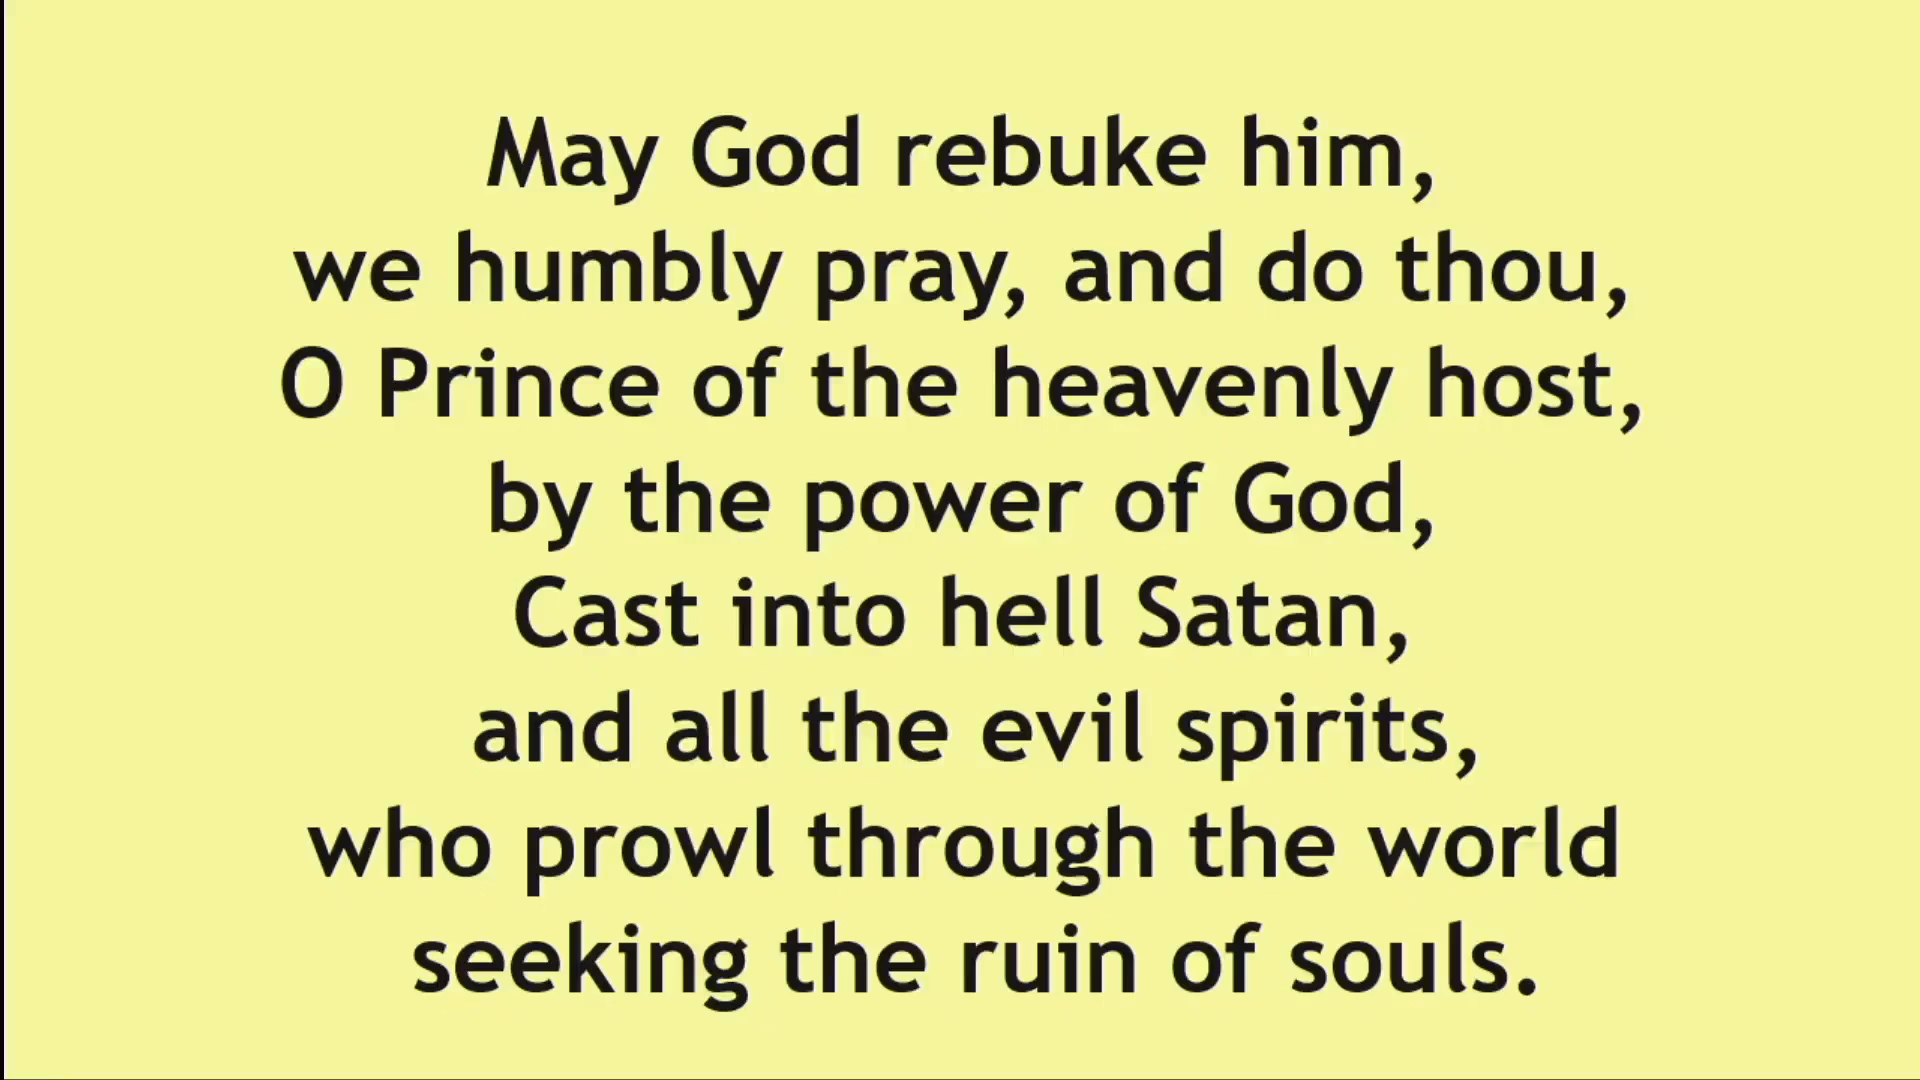 May God rebuke him,
we humbly pray, and do thou,
O Prince of the heavenly host,
by the power of God,
Cast into hell Satan,
and all the evil spirits,
who prowl through the world
seeking the ruin of souls.